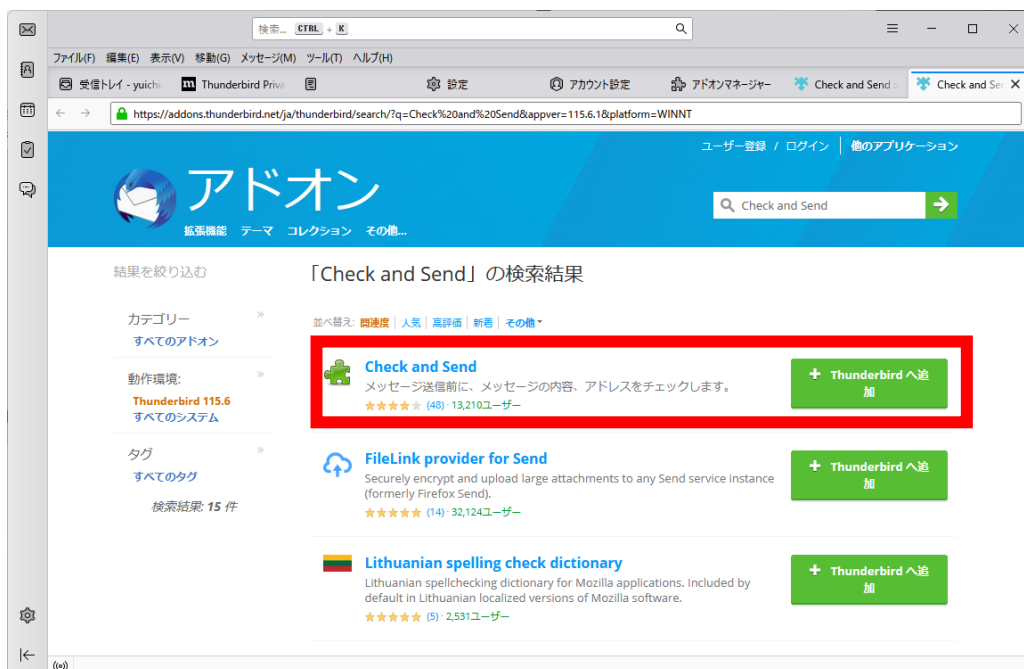 検索... CTRL + K
ファイル(F) 編集(E) 表示(V) 移動(G) メッセージ(M) ツール(T) ヘルプ(H)
受信トレイ - yuichi Thunderbird Priva 設定 アカウント設定 アドオンマネージャー Check and Send : Check and Ser
https://addons.thunderbird.net/ja/thunderbird/search/?q=Check%20and%20Send&appver=115.6.1&platform=WINNT
ユーザー登録 / ログイン 他のアプリケーション
アドオン
Check and Send
拡張機能 テーマ コレクション その他...
結果を絞り込む
「Check and Send」の検索結果
カテゴリー »
すべてのアドオン
並べ替え: 関連度 人気 高評価 新着 その他
動作環境: »
Thunderbird 115.6
すべてのシステム
タグ »
すべてのタグ
検索結果: 15 件
Check and Send
メッセージ送信前に、メッセージの内容、アドレスをチェックします。
(48) · 13,210ユーザー
+ Thunderbird へ追
加
FileLink provider for Send
Securely encrypt and upload large attachments to any Send service instance
(formerly Firefox Send).
(14) · 32,124ユーザー
+ Thunderbird へ追
加
Lithuanian spelling check dictionary
Lithuanian spellchecking dictionary for Mozilla applications. Included by
default in Lithuanian localized versions of Mozilla software.
(5) · 2,531ユーザー
+ Thunderbird へ追
加